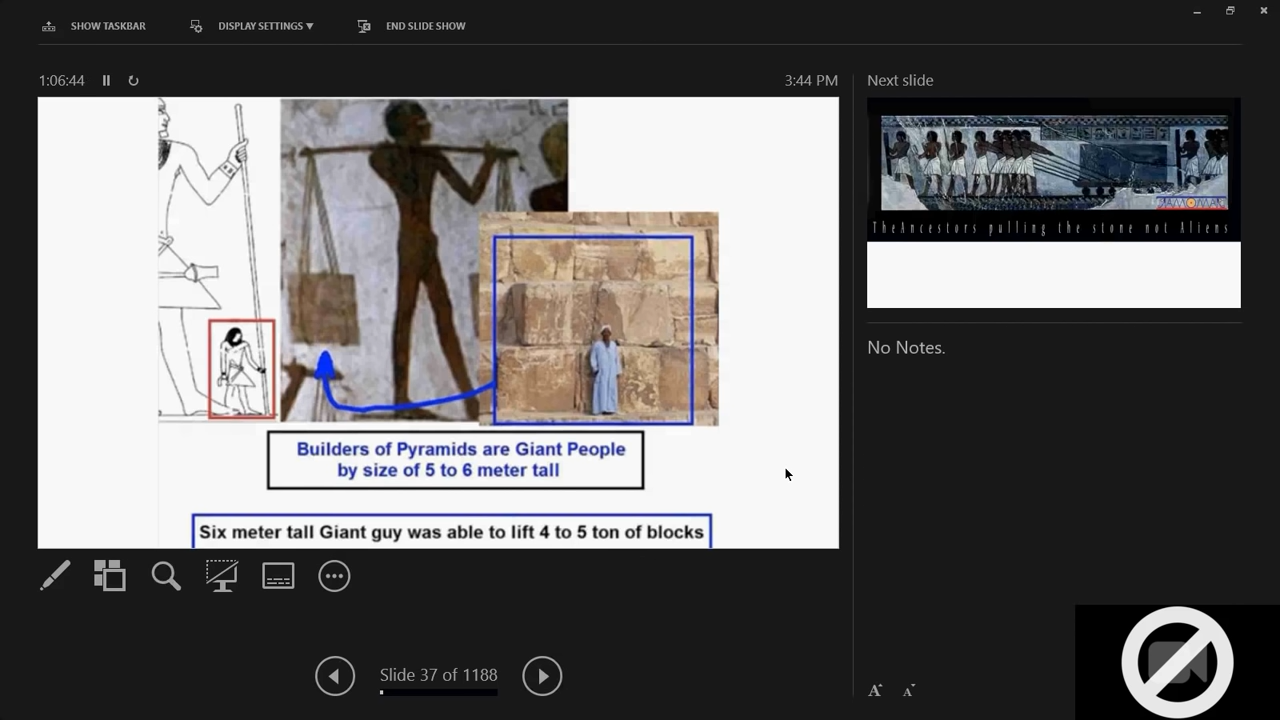 SHOW TASKBAR
DISPLAY SETTINGS ▼
END SLIDE SHOW
1:06:44
3:44 PM
Builders of Pyramids are Giant People
by size of 5 to 6 meter tall
Six meter tall Giant guy was able to lift 4 to 5 ton of blocks
Slide 37 of 1188
Next slide
TheAncestors pulling the stone not Aliens
No Notes.
A A